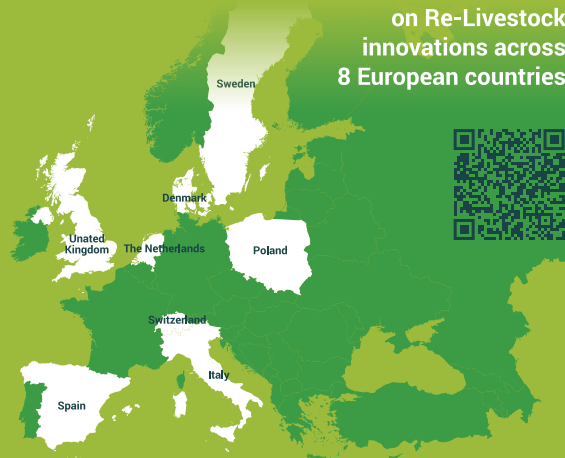 on Re-Livestock
innovations across
8 European countries
Sweden
Denmark
Unated
Kingdom
The Netherlands
Poland
Switzerland
Italy
Spain